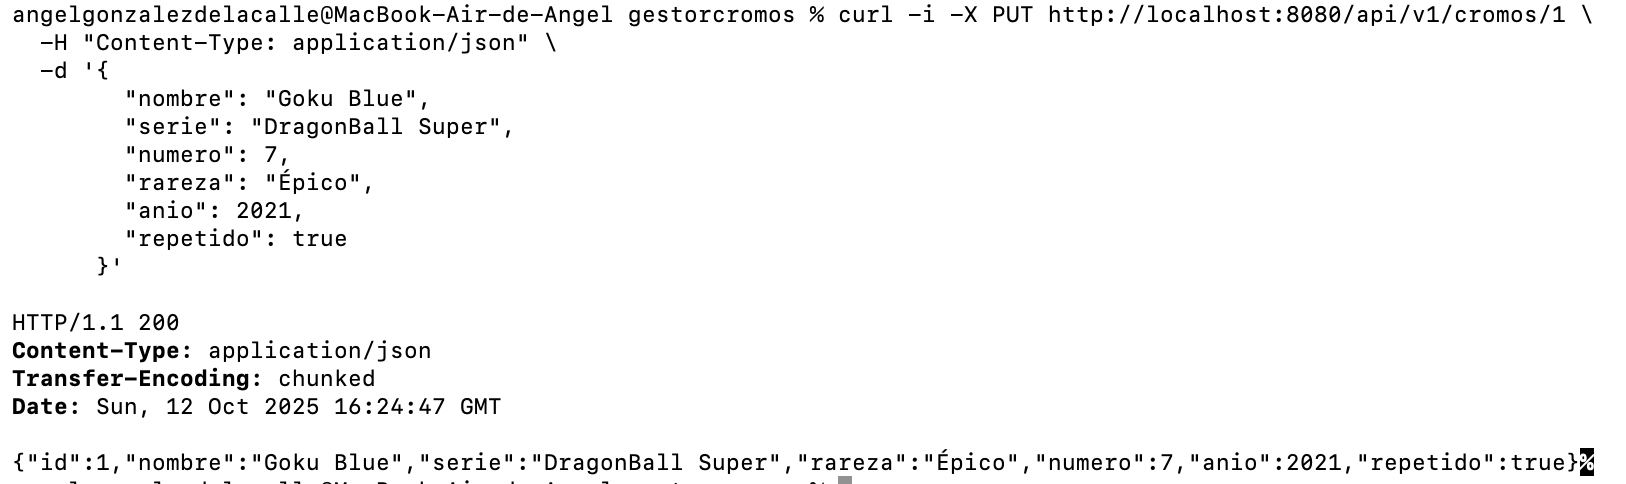 angelgonzalezdelacalle@MacBook-Air-de-Angel gestorcromos % curl -i -X PUT http://localhost:8080/api/v1/cromos/1 \
  -H "Content-Type: application/json" \
  -d '{
        "nombre": "Goku Blue",
        "serie": "DragonBall Super",
        "numero": 7,
        "rareza": "Épico",
        "anio": 2021,
        "repetido": true
      }'
HTTP/1.1 200
Content-Type: application/json
Transfer-Encoding: chunked
Date: Sun, 12 Oct 2025 16:24:47 GMT
{"id":1,"nombre":"Goku Blue","serie":"DragonBall Super","rareza":"Épico","numero":7,"anio":2021,"repetido":true}%